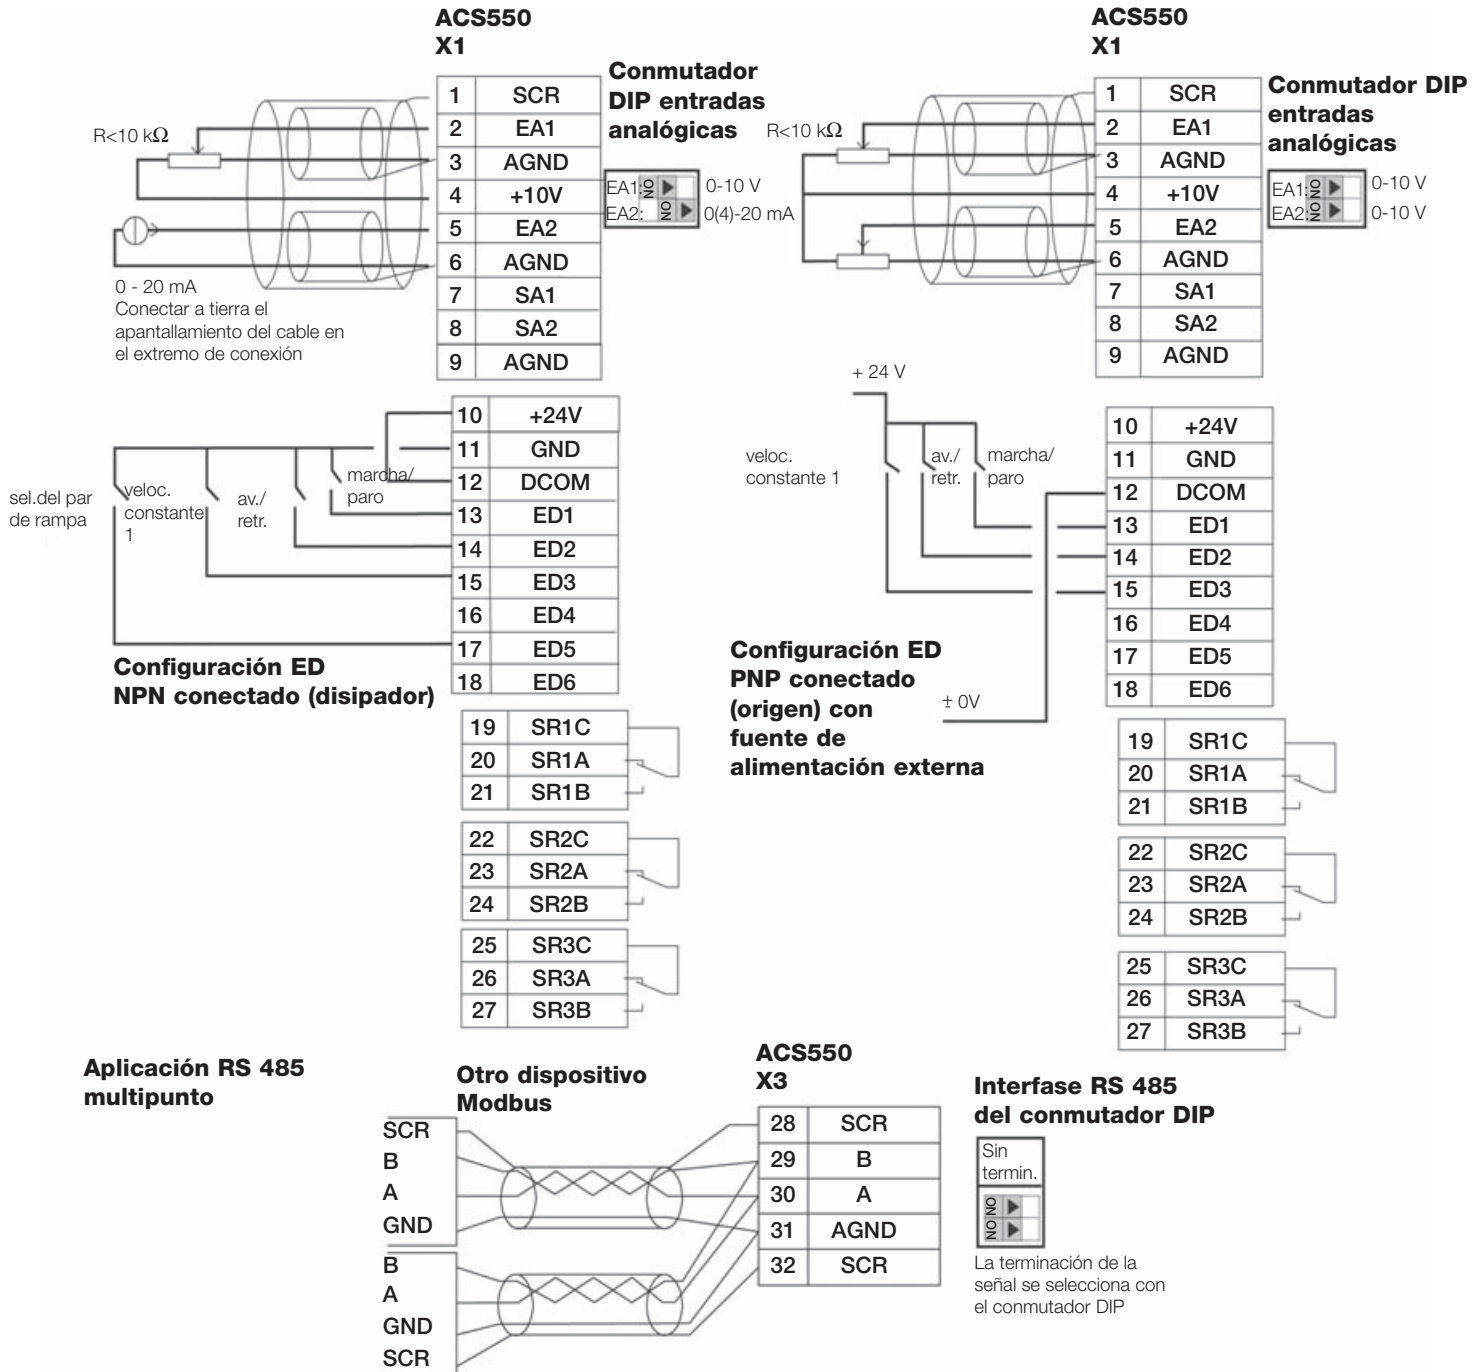 ACS550
X1
Conmutador
DIP entradas
analógicas
1 SCR
2 EA1
3 AGND
4 +10V
5 EA2
6 AGND
7 SA1
8 SA2
9 AGND
R<10 kΩ
EA1: ON 0-10 V
EA2: ON 0(4)-20 mA
0 - 20 mA
Conectar a tierra el
apantallamiento del cable en
el extremo de conexión
10 +24V
11 GND
12 DCOM
13 ED1
14 ED2
15 ED3
16 ED4
17 ED5
18 ED6
sel.del par
de rampa
veloc.
constante
1
av./
retr.
marcha/
paro
Configuración ED
NPN conectado (disipador)
19 SR1C
20 SR1A
21 SR1B
22 SR2C
23 SR2A
24 SR2B
25 SR3C
26 SR3A
27 SR3B
ACS550
X1
Conmutador DIP
entradas
analógicas
1 SCR
2 EA1
3 AGND
4 +10V
5 EA2
6 AGND
7 SA1
8 SA2
9 AGND
R<10 kΩ
EA1: ON 0-10 V
EA2: ON 0-10 V
+ 24 V
10 +24V
11 GND
12 DCOM
13 ED1
14 ED2
15 ED3
16 ED4
17 ED5
18 ED6
veloc.
constante 1
av./
retr.
marcha/
paro
Configuración ED
PNP conectado
(origen) con
fuente de
alimentación externa
± 0V
19 SR1C
20 SR1A
21 SR1B
22 SR2C
23 SR2A
24 SR2B
25 SR3C
26 SR3A
27 SR3B
Aplicación RS 485
multipunto
Otro dispositivo
Modbus
SCR
B
A
GND
B
A
GND
SCR
ACS550
X3
28 SCR
29 B
30 A
31 AGND
32 SCR
Interfase RS 485
del conmutador DIP
Sin
termin.
ON
ON
La terminación de la
señal se selecciona con
el conmutador DIP